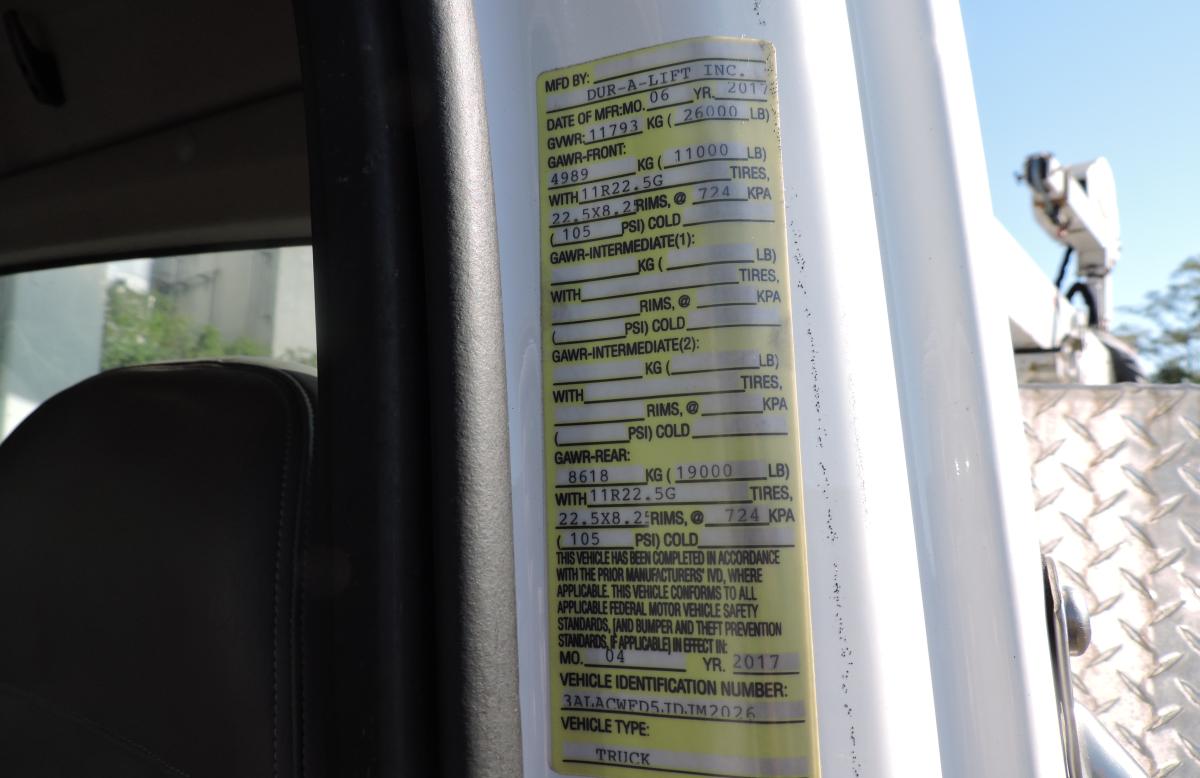 MFD BY:
DUR-A-LIFT INC.
DATE OF MFR:MO. 06 YR. 2017
GVWR: 11793 KG ( 26000 LB)
GAWR-FRONT:
4989 KG ( 11000 LB)
WITH 11R22.5G TIRES,
22.5X8.25 RIMS, @ 724 KPA
( 105 PSI) COLD
GAWR-INTERMEDIATE(1):
KG ( LB)
WITH TIRES,
RIMS, @ KPA
( PSI) COLD
GAWR-INTERMEDIATE(2):
KG ( LB)
WITH TIRES,
RIMS, @ KPA
( PSI) COLD
GAWR-REAR:
8618 KG ( 19000 LB)
WITH 11R22.5G TIRES,
22.5X8.25 RIMS, @ 724 KPA
( 105 PSI) COLD
THIS VEHICLE HAS BEEN COMPLETED IN ACCORDANCE
WITH THE PRIOR MANUFACTURERS' IVD, WHERE
APPLICABLE. THIS VEHICLE CONFORMS TO ALL
APPLICABLE FEDERAL MOTOR VEHICLE SAFETY
STANDARDS, [AND BUMPER AND THEFT PREVENTION
STANDARDS, IF APPLICABLE] IN EFFECT IN:
MO. 04 YR. 2017
VEHICLE IDENTIFICATION NUMBER:
3ALACWFD5JDJM2026
VEHICLE TYPE:
TRUCK